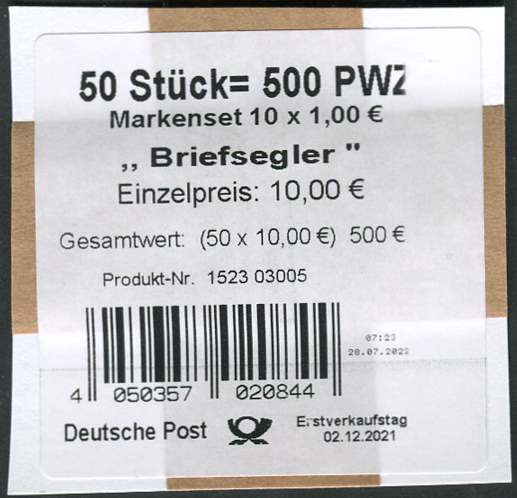 50 Stück= 500 PWZ
Markenset 10 x 1,00 €
,, Briefsegler "
Einzelpreis: 10,00 €
Gesamtwert: (50 x 10,00 €) 500 €
Produkt-Nr. 1523 03005
07:23
28.07.2022
4 050357 020844
Deutsche Post
Erstverkaufstag
02.12.2021